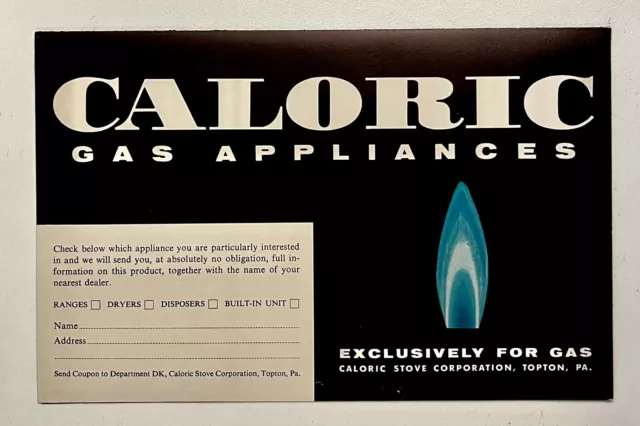 CALORIC
GAS APPLIANCES
Check below which appliance you are particularly interested
in and we will send you, at absolutely no obligation, full in-
formation on this product, together with the name of your
nearest dealer.
RANGES DRYERS DISPOSERS BUILT-IN UNIT
Name
Address
Send Coupon to Department DK, Caloric Stove Corporation, Topton, Pa.
EXCLUSIVELY FOR GAS
CALORIC STOVE CORPORATION, TOPTON, PA.